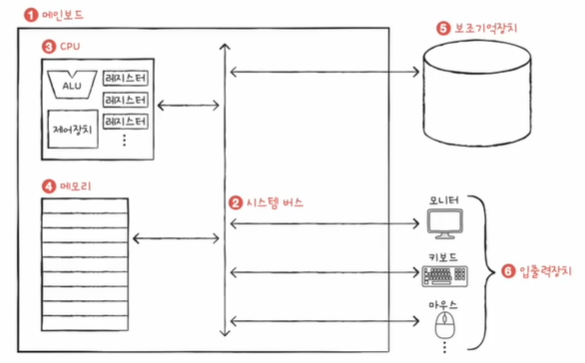 1 메인보드
3 CPU
ALU
레지스터
레지스터
레지스터
제어장치
4 메모리
2 시스템 버스
5 보조기억장치
모니터
키보드
마우스
6 입출력장치